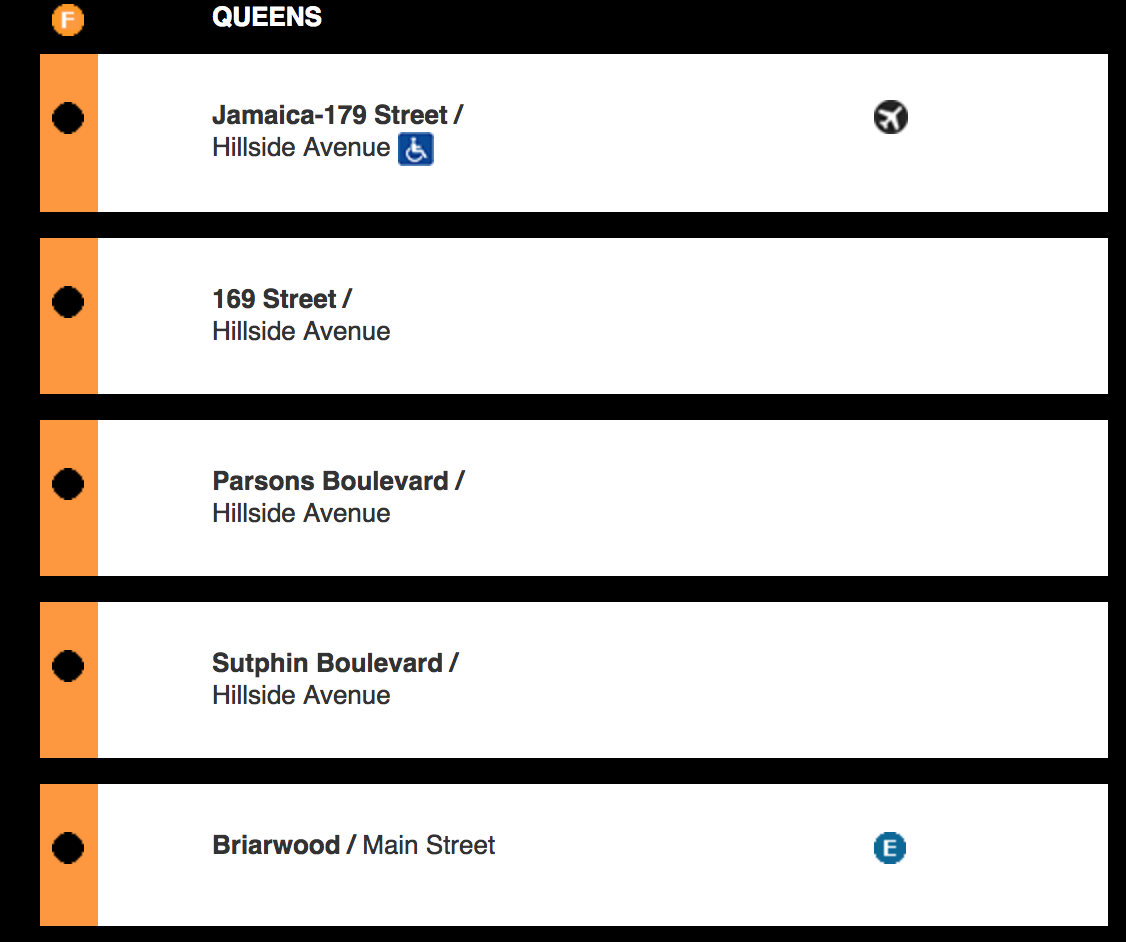 F QUEENS
Jamaica-179 Street /
Hillside Avenue
169 Street /
Hillside Avenue
Parsons Boulevard /
Hillside Avenue
Sutphin Boulevard /
Hillside Avenue
Briarwood / Main Street E